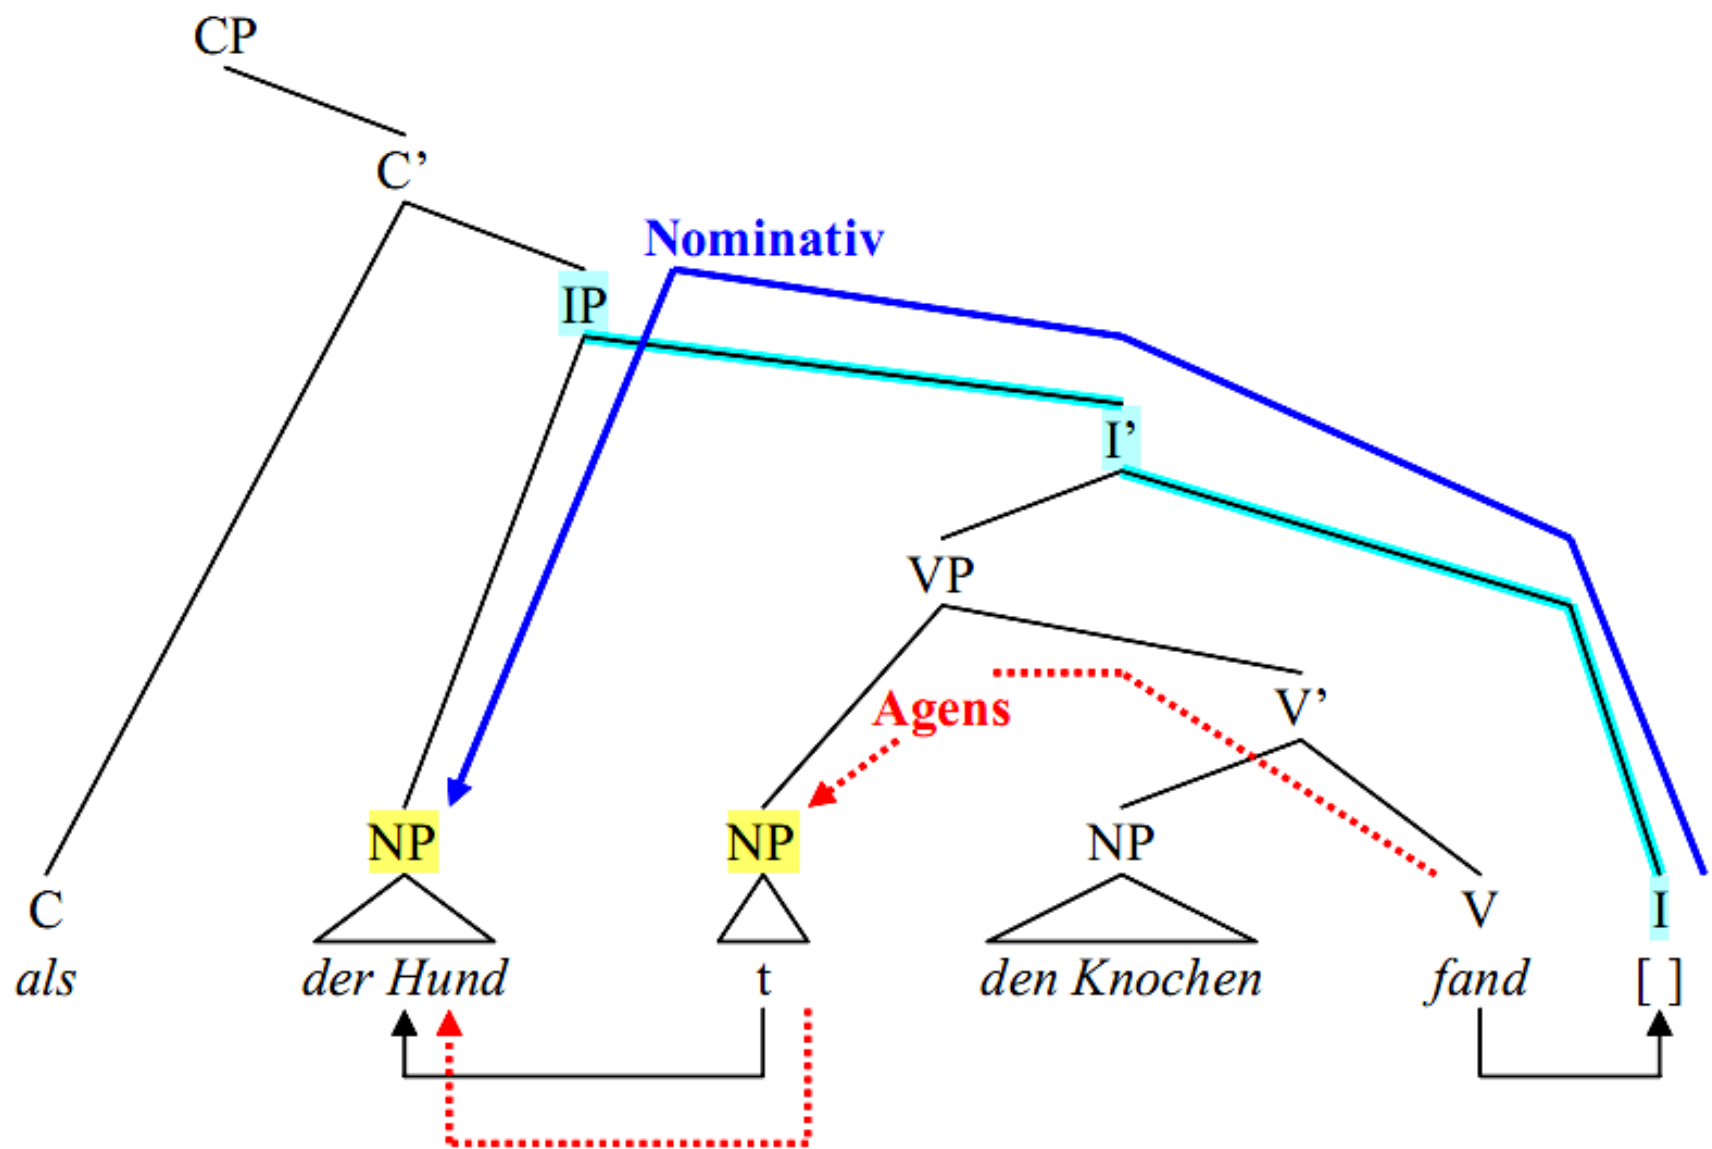 CP
C’
Nominativ
IP
I’
VP
Agens
V’
NP NP NP
C V I
als der Hund t den Knochen fand [ ]